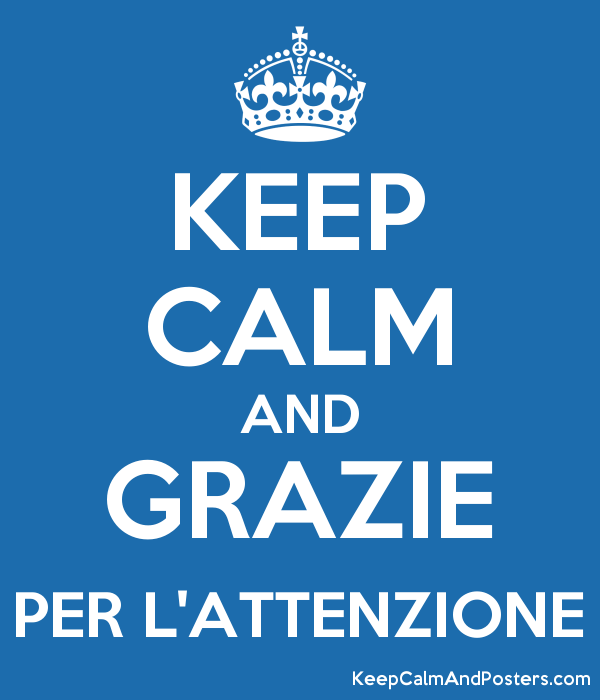 KEEP
CALM
AND
GRAZIE
PER L'ATTENZIONE
KeepCalmAndPosters.com